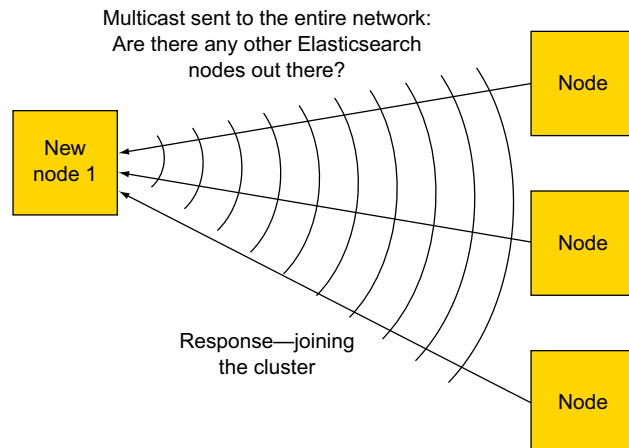 Multicast sent to the entire network:
Are there any other Elasticsearch
nodes out there?
Node
New
node 1
Node
Response—joining
the cluster
Node